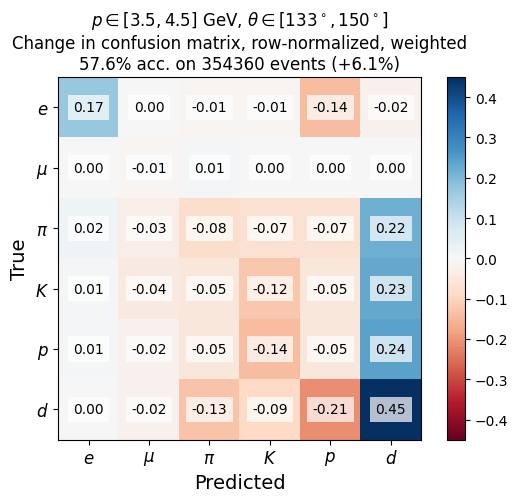 p ∈ [3.5, 4.5] GeV, θ ∈ [133°, 150°]
Change in confusion matrix, row-normalized, weighted
57.6% acc. on 354360 events (+6.1%)
e 0.17 0.00 -0.01 -0.01 -0.14 -0.02
μ 0.00 -0.01 0.01 0.00 0.00 0.00
π 0.02 -0.03 -0.08 -0.07 -0.07 0.22
K 0.01 -0.04 -0.05 -0.12 -0.05 0.23
p 0.01 -0.02 -0.05 -0.14 -0.05 0.24
d 0.00 -0.02 -0.13 -0.09 -0.21 0.45
e μ π K p d
True
Predicted
0.4
0.3
0.2
0.1
0.0
−0.1
−0.2
−0.3
−0.4